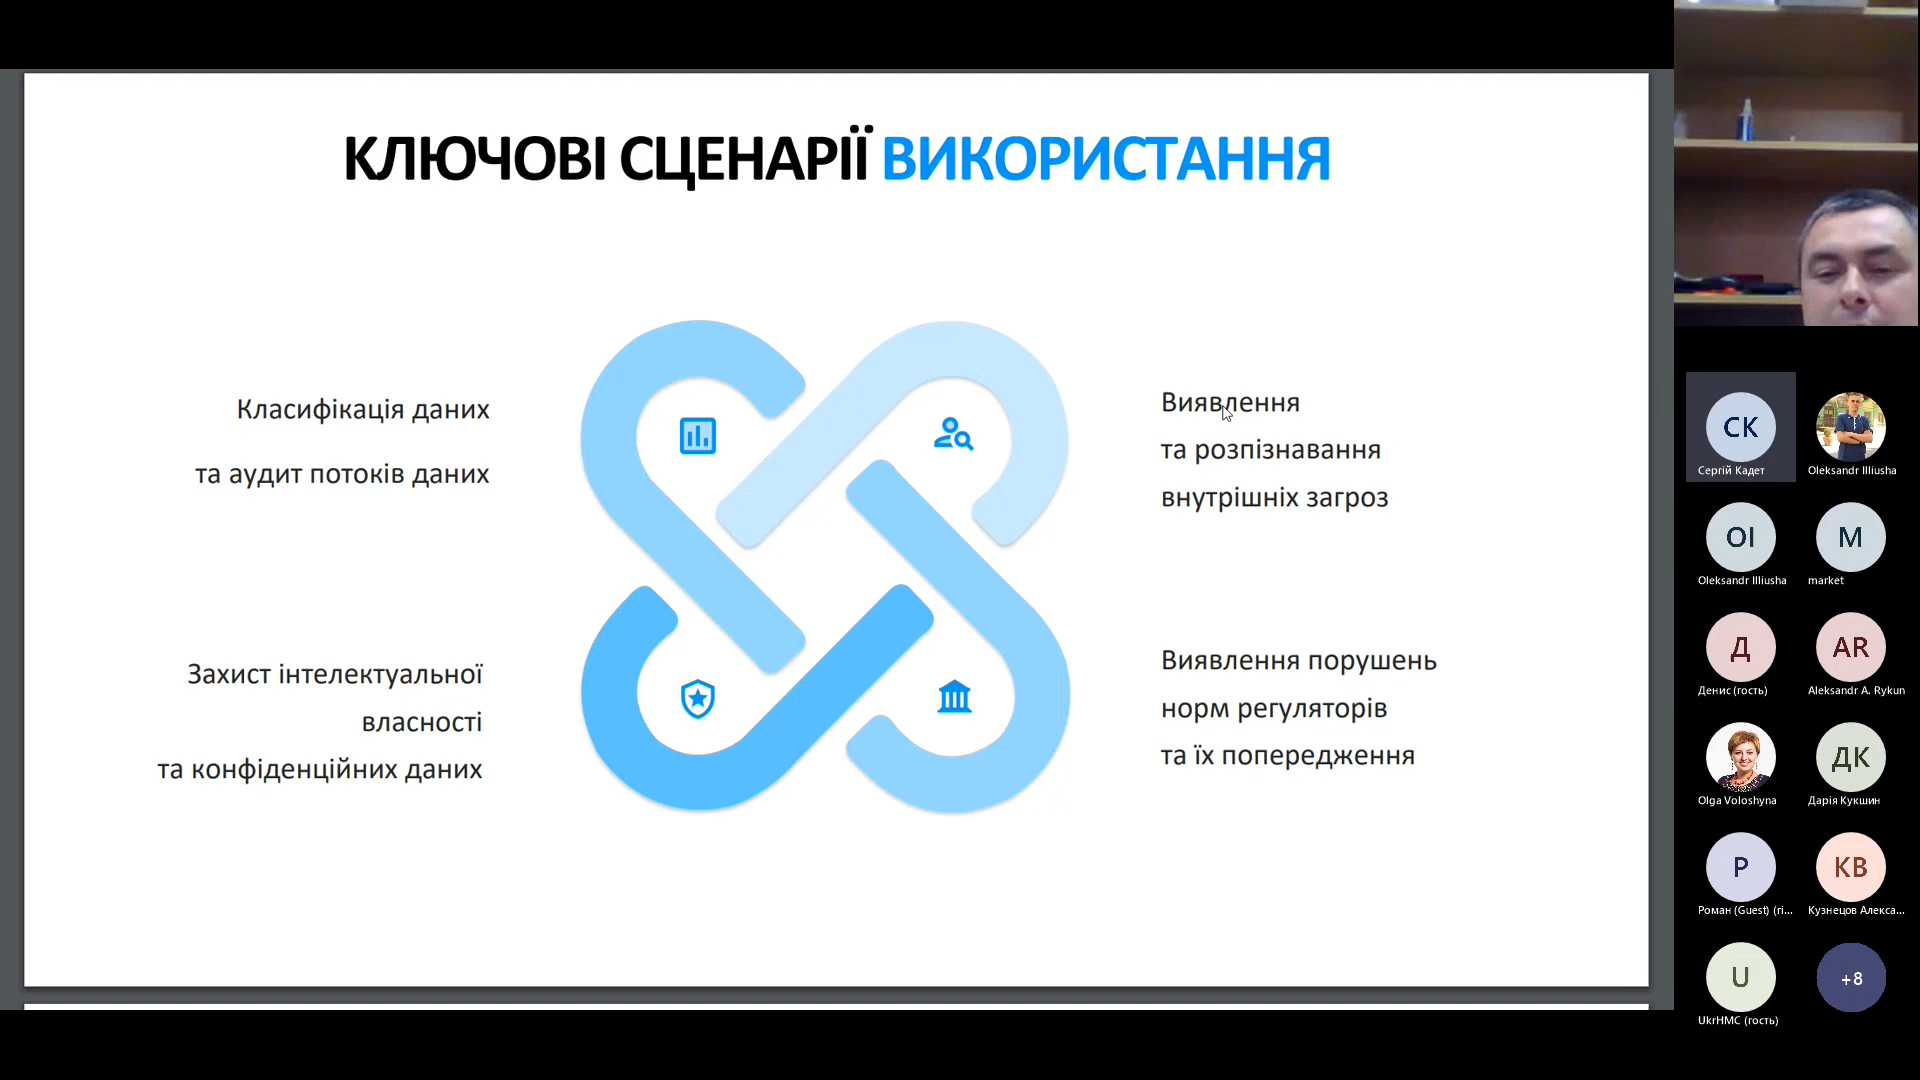 КЛЮЧОВІ СЦЕНАРІЇ ВИКОРИСТАННЯ
Класифікація даних
та аудит потоків даних
Виявлення
та розпізнавання
внутрішніх загроз
Захист інтелектуальної
власності
та конфіденційних даних
Виявлення порушень
норм регуляторів
та їх попередження
СК
Сергій Кадет
Oleksandr Illiusha
OI
Oleksandr Illiusha
M
market
Д
Денис (гость)
AR
Aleksandr A. Rykun
Olga Voloshyna
ДК
Дарія Кукшин
Р
Роман (Guest) (гі...
КВ
Кузнецов Алекса...
U
UkrHMC (гость)
+8